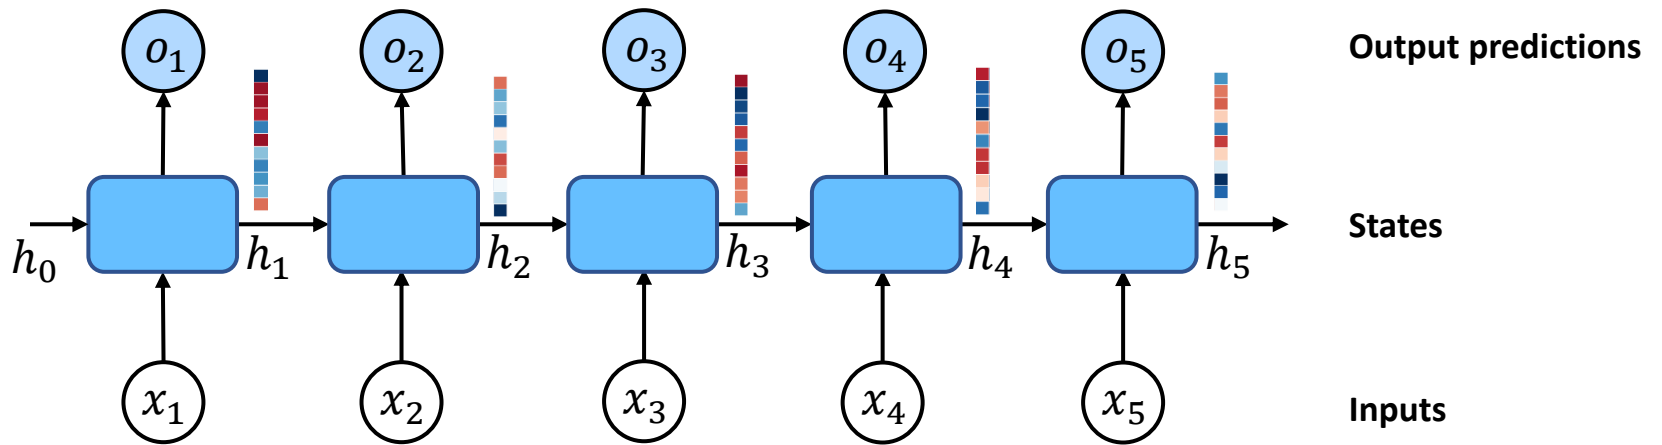 o₁ o₂ o₃ o₄ o₅ Output predictions
h₀ h₁ h₂ h₃ h₄ h₅ States
x₁ x₂ x₃ x₄ x₅ Inputs